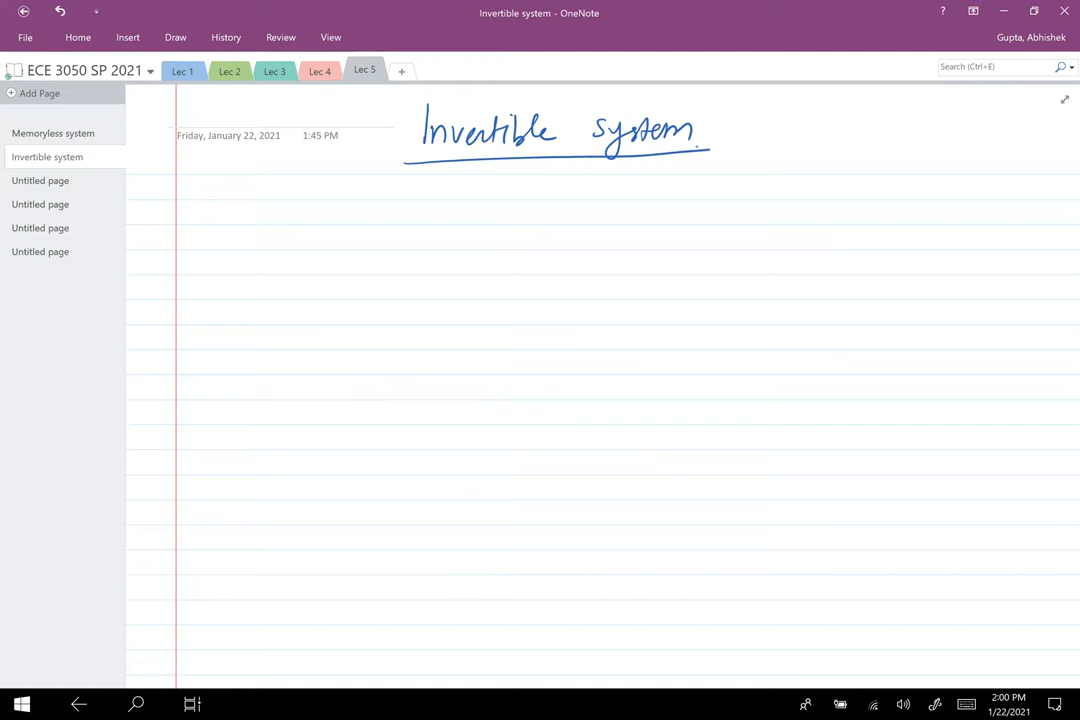 Invertible system - OneNote
File Home Insert Draw History Review View
Gupta, Abhishek
ECE 3050 SP 2021
Lec 1
Lec 2
Lec 3
Lec 4
Lec 5
Search (Ctrl+E)
Add Page
Memoryless system
Invertible system
Untitled page
Untitled page
Untitled page
Untitled page
Invertible system
Friday, January 22, 2021 1:45 PM
2:00 PM
1/22/2021